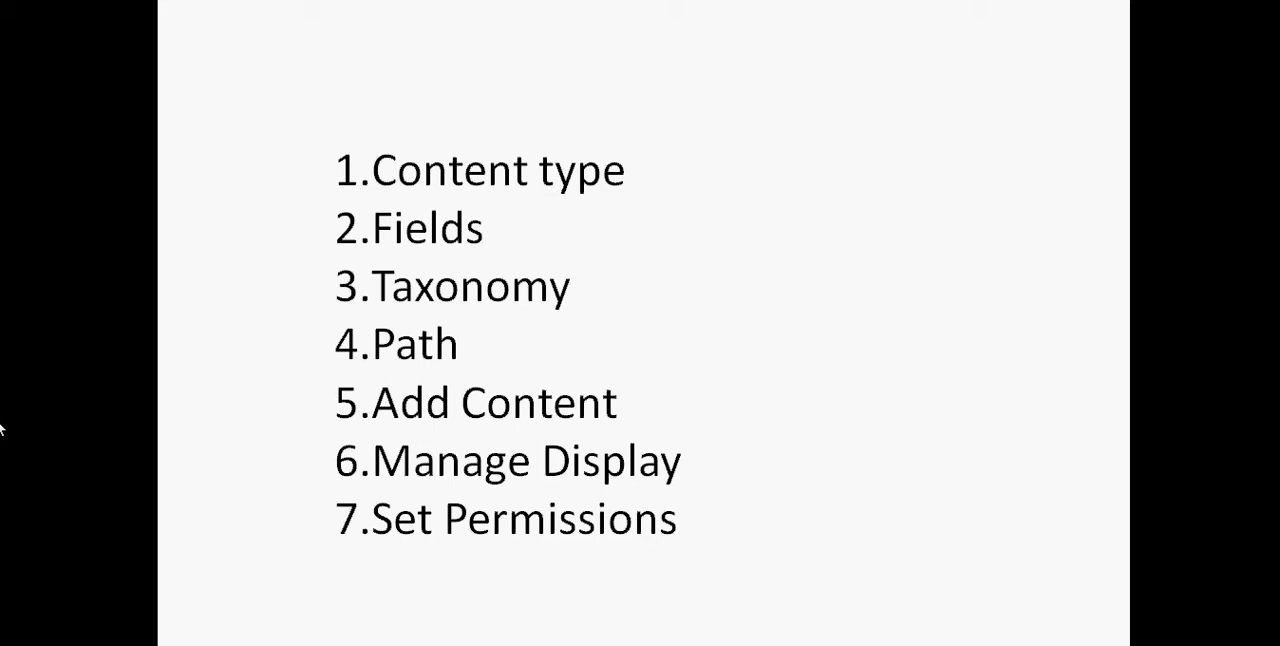 1.Content type
2.Fields
3.Taxonomy
4.Path
5.Add Content
6.Manage Display
7.Set Permissions